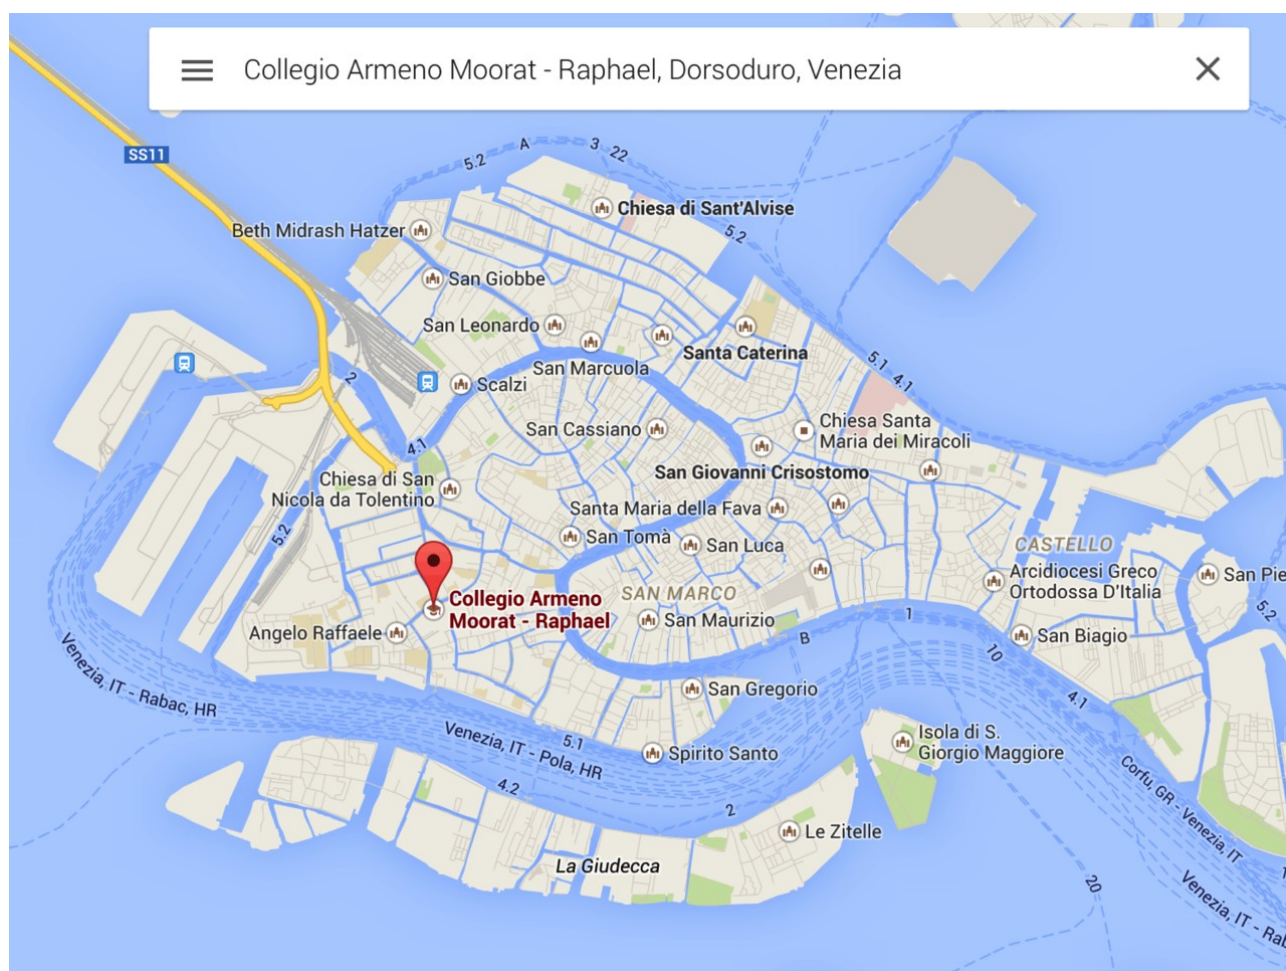 Collegio Armeno Moorat - Raphael, Dorsoduro, Venezia
SS11
5.2
A
3
22
Chiesa di Sant'Alvise
5.2
Beth Midrash Hatzer
San Giobbe
San Leonardo
San Marcuola
Santa Caterina
5.1
4.1
2
Scalzi
San Cassiano
Chiesa Santa
Maria dei Miracoli
4.1
San Giovanni Crisostomo
Chiesa di San
Nicola da Tolentino
Santa Maria della Fava
5.2
San Tomà
San Luca
CASTELLO
Arcidiocesi Greco
Ortodossa D'Italia
San Pie
SAN MARCO
Collegio Armeno
Moorat - Raphael
Angelo Raffaele
San Maurizio
B
1
10
San Biagio
5.2
Venezia, IT - Rabac, HR
San Gregorio
4.1
Venezia, IT - Pola, HR
5.1
Spirito Santo
Isola di S.
Giorgio Maggiore
4.2
2
Le Zitelle
Corfu, GR - Venezia, IT
La Giudecca
20
Venezia, IT - Rab
1